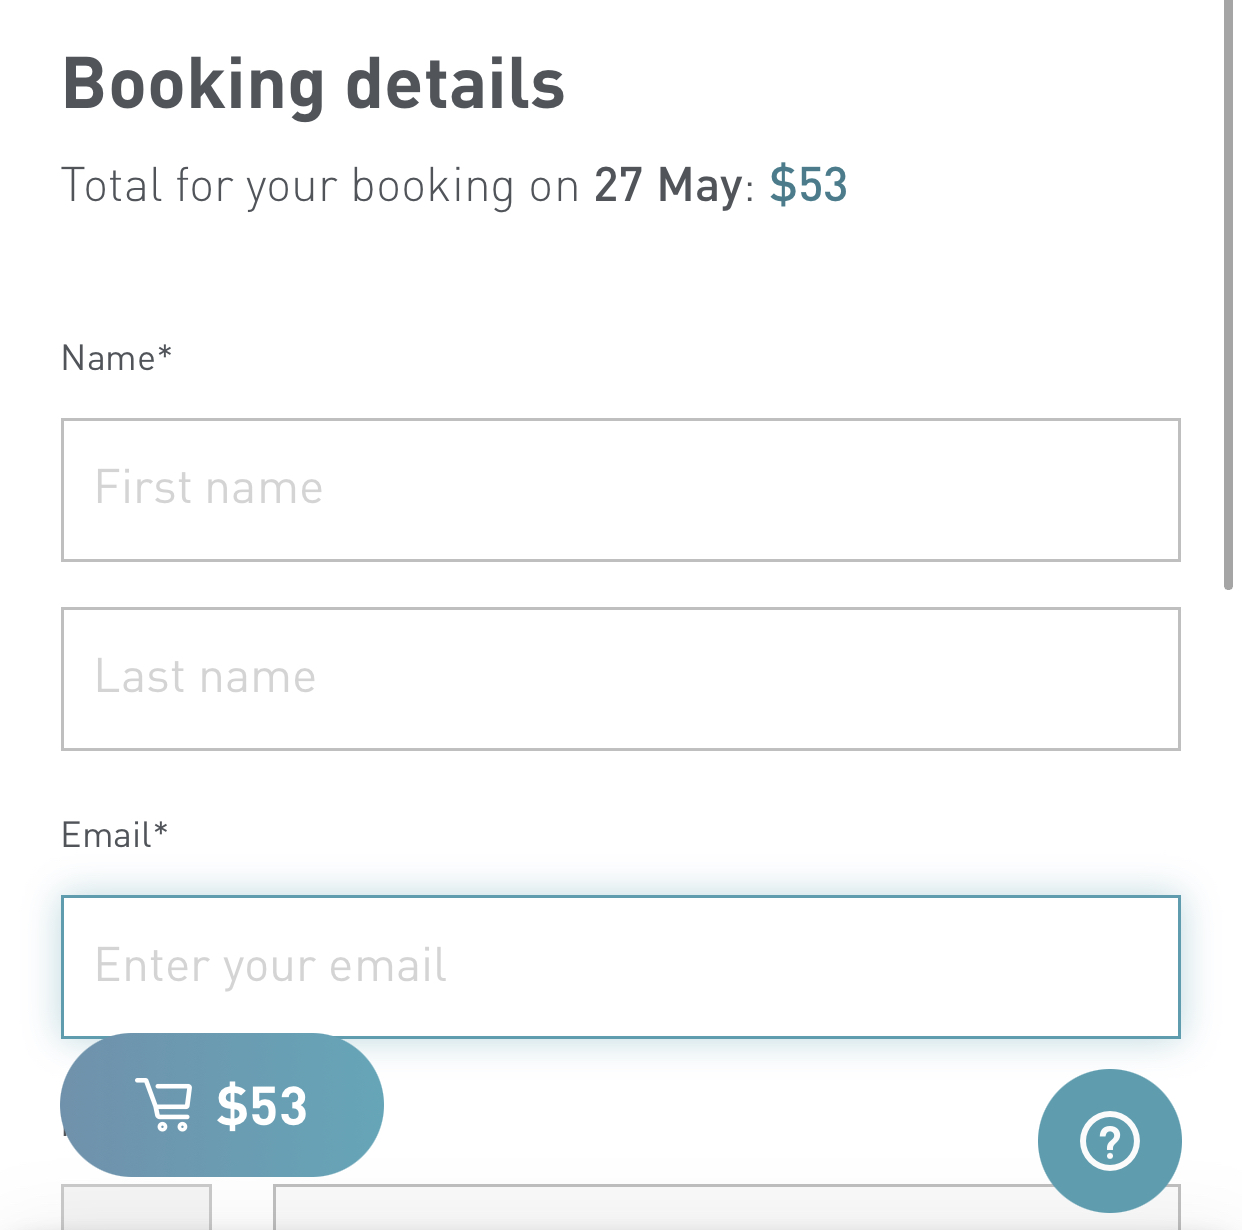 Booking details
Total for your booking on 27 May: $53
Name*
First name
Last name
Email*
Enter your email
$53
?